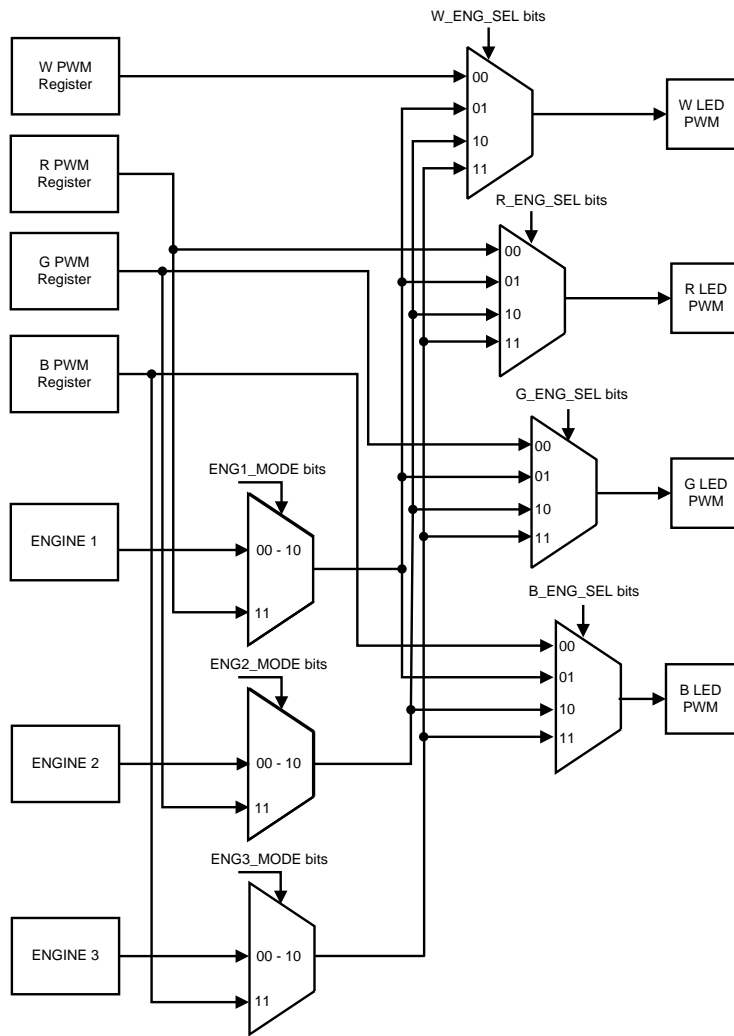 W_ENG_SEL bits
W PWM
Register
00
01
10
11
W LED
PWM
R PWM
Register
R_ENG_SEL bits
00
01
10
11
R LED
PWM
G PWM
Register
B PWM
Register
G_ENG_SEL bits
00
01
10
11
G LED
PWM
ENG1_MODE bits
ENGINE 1
00 - 10
11
B_ENG_SEL bits
00
01
10
11
B LED
PWM
ENG2_MODE bits
ENGINE 2
00 - 10
11
ENG3_MODE bits
ENGINE 3
00 - 10
11